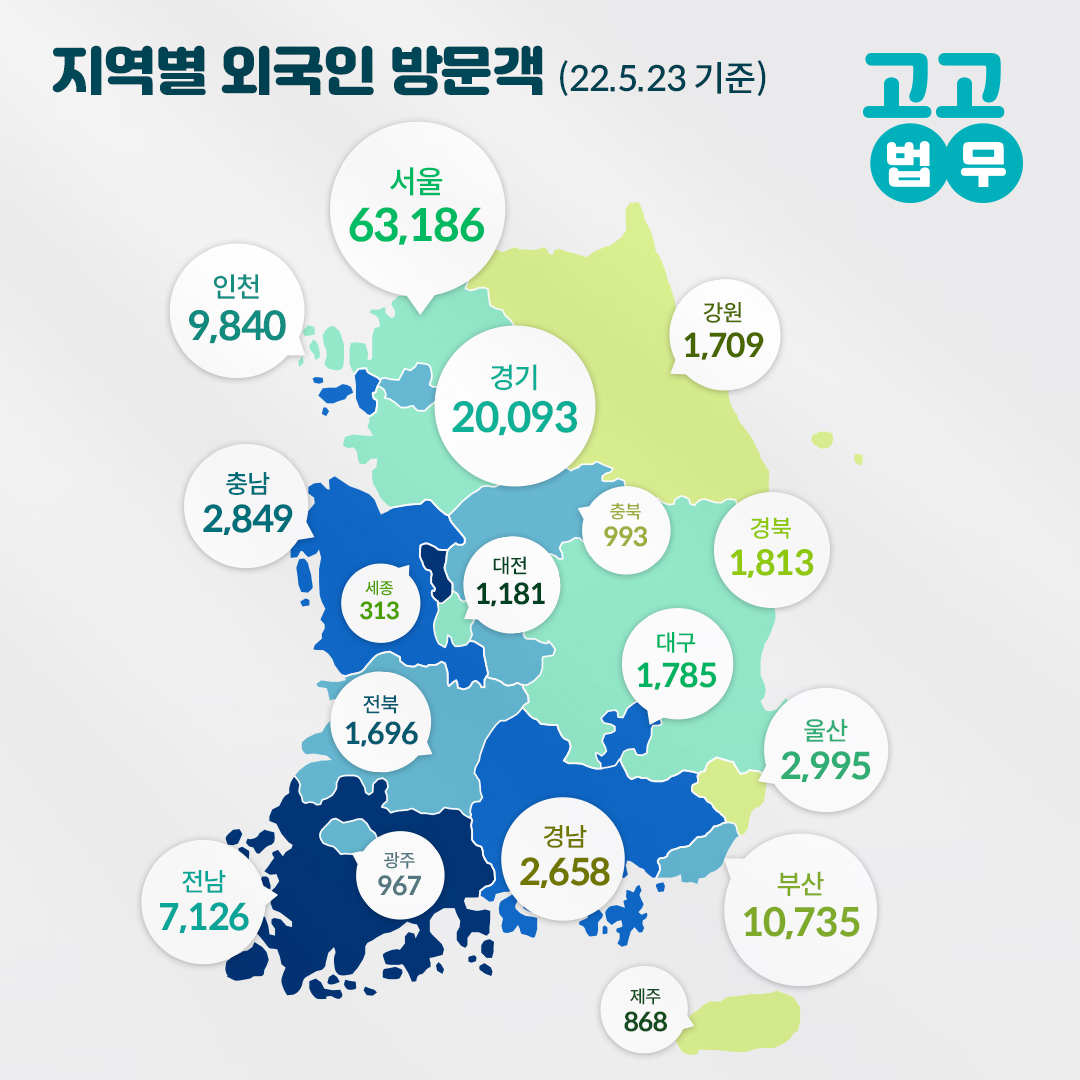 지역별 외국인 방문객 (22.5.23 기준)
고고
법무
서울
63,186
인천
9,840
강원
1,709
경기
20,093
충남
2,849
충북
993
경북
1,813
대전
1,181
세종
313
대구
1,785
전북
1,696
울산
2,995
경남
2,658
광주
967
전남
7,126
부산
10,735
제주
868